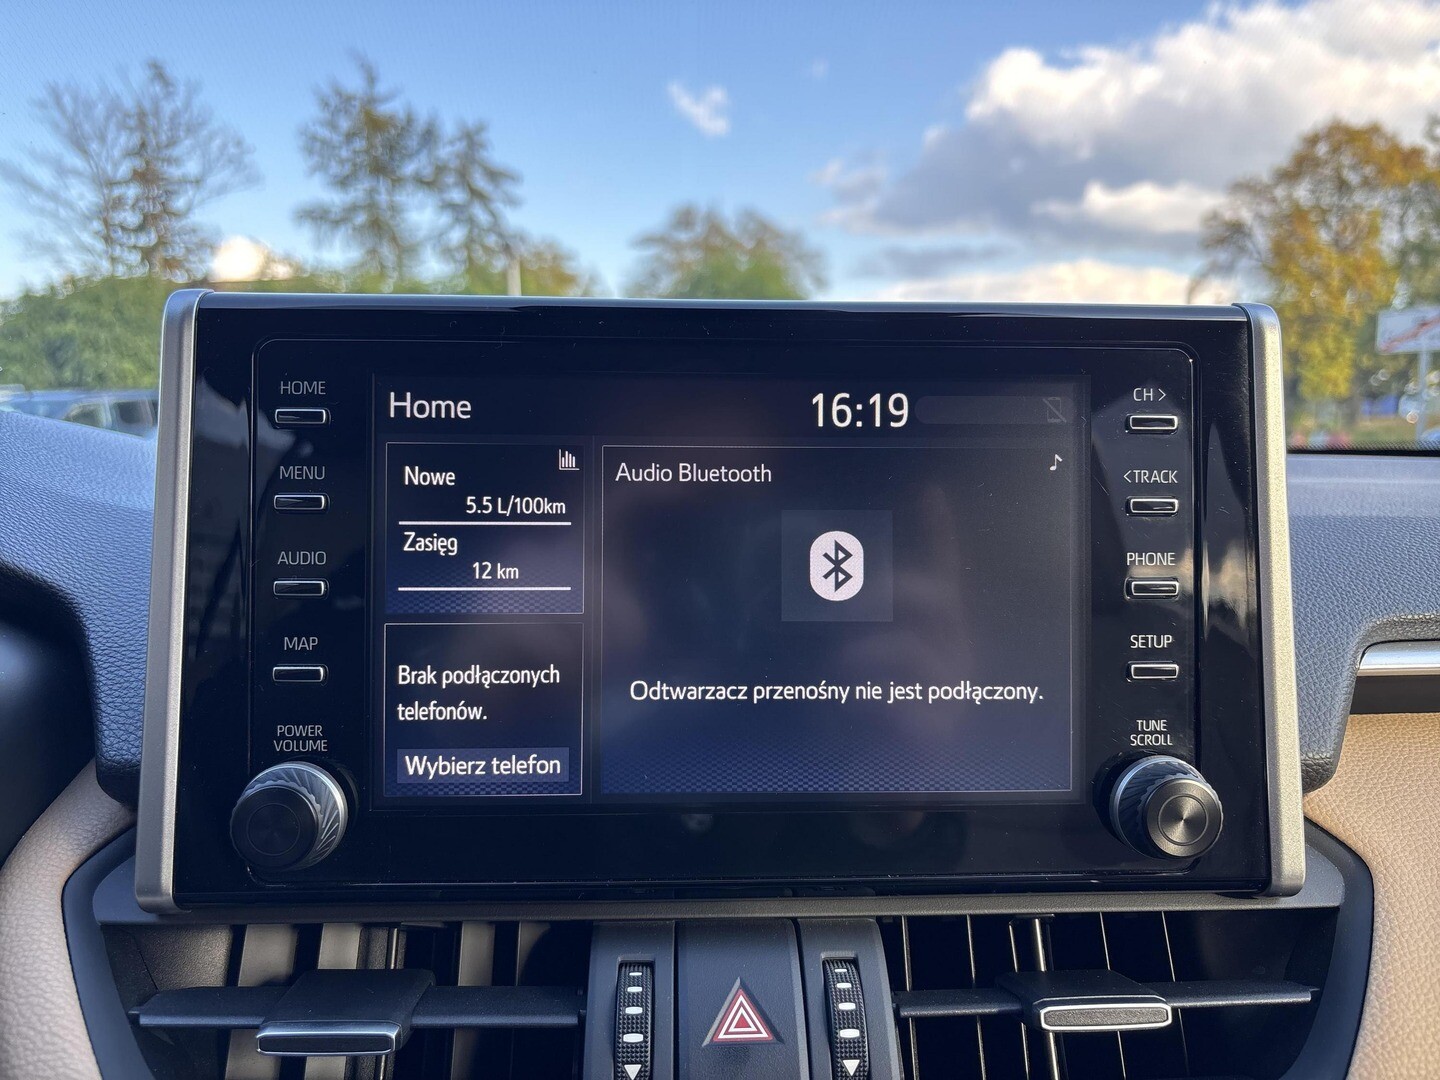 HOME
MENU
AUDIO
MAP
POWER
VOLUME
Home
16:19
Nowe
5.5 L/100km
Zasięg
12 km
Brak podłączonych
telefonów.
Wybierz telefon
Audio Bluetooth
Odtwarzacz przenośny nie jest podłączony.
CH >
<TRACK
PHONE
SETUP
TUNE
SCROLL